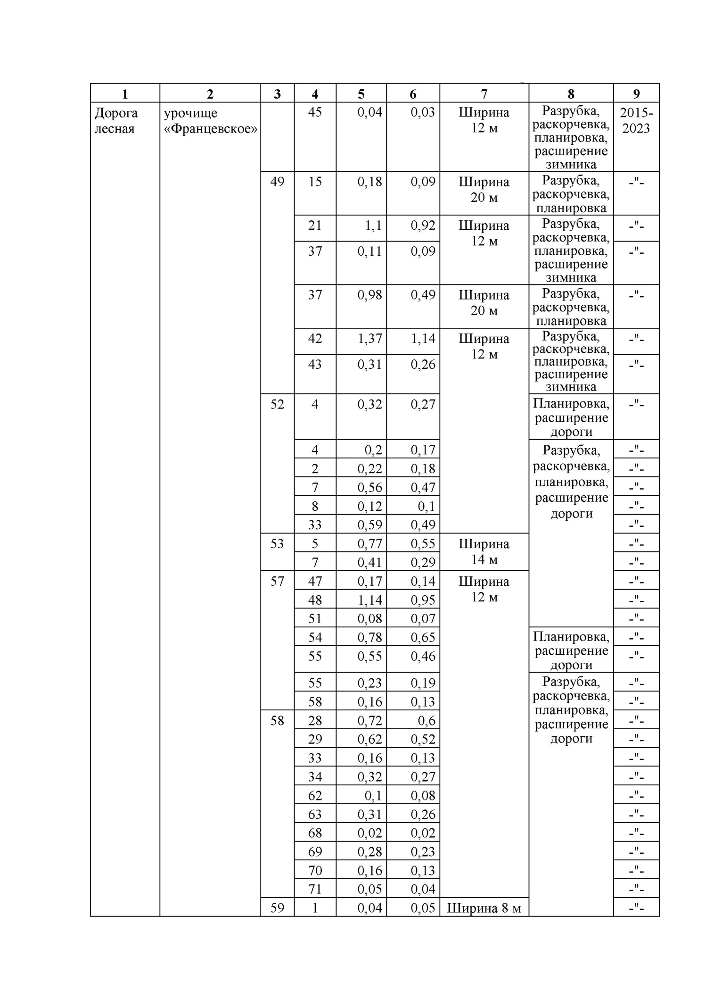 1 2 3 4 5 6 7 8 9
Дорога урочище 45 0,04 0,03 Ширина Разрубка, 2015-
лесная «Францевское» 12 м раскорчевка, 2023
планировка,
расширение
зимника
49 15 0,18 0,09 Ширина Разрубка, -"-
20 м раскорчевка,
планировка
21 1,1 0,92 Ширина Разрубка, -"-
12 м раскорчевка,
37 0,11 0,09 планировка, -"-
расширение
зимника
37 0,98 0,49 Ширина Разрубка, -"-
20 м раскорчевка,
планировка
42 1,37 1,14 Ширина Разрубка, -"-
12 м раскорчевка,
43 0,31 0,26 планировка, -"-
расширение
зимника
52 4 0,32 0,27 Планировка, -"-
расширение
дороги
4 0,2 0,17 Разрубка, -"-
2 0,22 0,18 раскорчевка, -"-
7 0,56 0,47 планировка, -"-
8 0,12 0,1 расширение -"-
33 0,59 0,49 дороги -"-
53 5 0,77 0,55 Ширина -"-
7 0,41 0,29 14 м -"-
57 47 0,17 0,14 Ширина -"-
48 1,14 0,95 12 м -"-
51 0,08 0,07 -"-
54 0,78 0,65 Планировка, -"-
55 0,55 0,46 расширение -"-
дороги
55 0,23 0,19 Разрубка, -"-
58 0,16 0,13 раскорчевка, -"-
58 28 0,72 0,6 планировка, -"-
29 0,62 0,52 расширение -"-
дороги
33 0,16 0,13 -"-
34 0,32 0,27 -"-
62 0,1 0,08 -"-
63 0,31 0,26 -"-
68 0,02 0,02 -"-
69 0,28 0,23 -"-
70 0,16 0,13 -"-
71 0,05 0,04 -"-
59 1 0,04 0,05 Ширина 8 м -"-